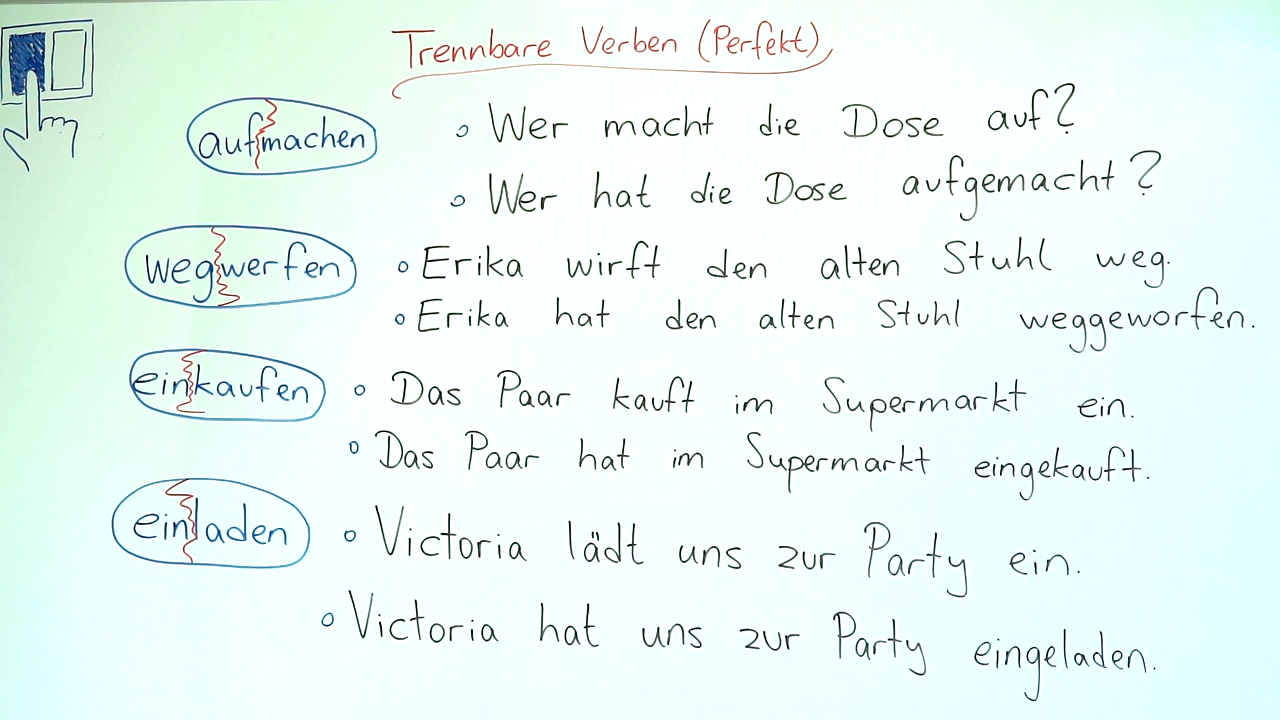 Trennbare Verben (Perfekt)
aufmachen
Wer macht die Dose auf?
Wer hat die Dose aufgemacht?
wegwerfen
Erika wirft den alten Stuhl weg.
Erika hat den alten Stuhl weggeworfen.
einkaufen
Das Paar kauft im Supermarkt ein.
Das Paar hat im Supermarkt eingekauft.
einladen
Victoria lädt uns zur Party ein.
Victoria hat uns zur Party eingeladen.